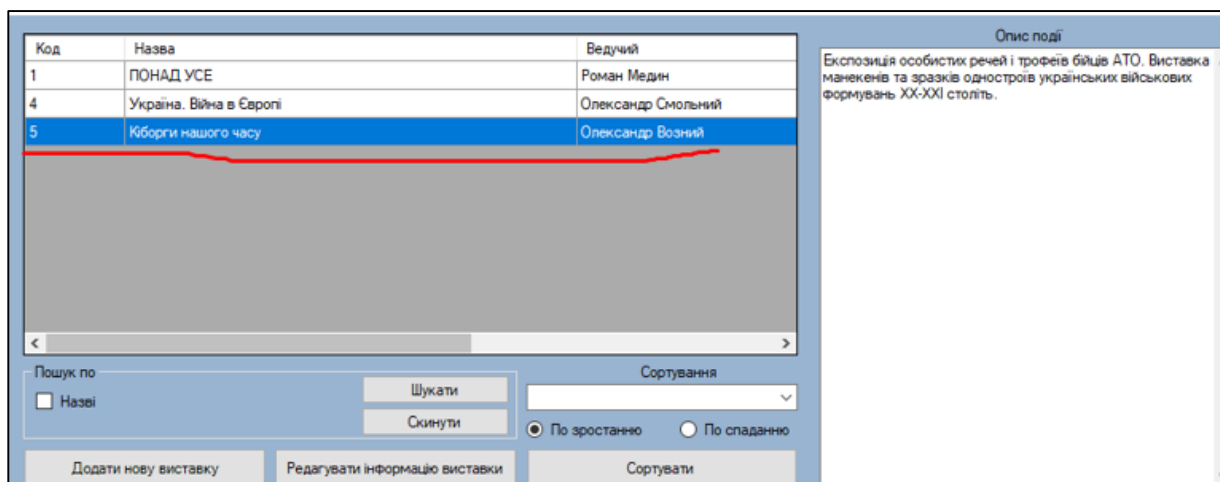 Код Назва Ведучий
1 ПОНАД УСЕ Роман Медин
4 Україна. Війна в Європі Олександр Смольний
5 Кіборги нашого часу Олександр Возний
Опис події
Експозиція особистих речей і трофеїв бійців АТО. Виставка
манекенів та зразків одностроїв українських військових
формувань XX-XXI століть.
Пошук по
Назві
Шукати
Скинути
Сортування
По зростанню По спаданню
Додати нову виставку Редагувати інформацію виставки Сортувати